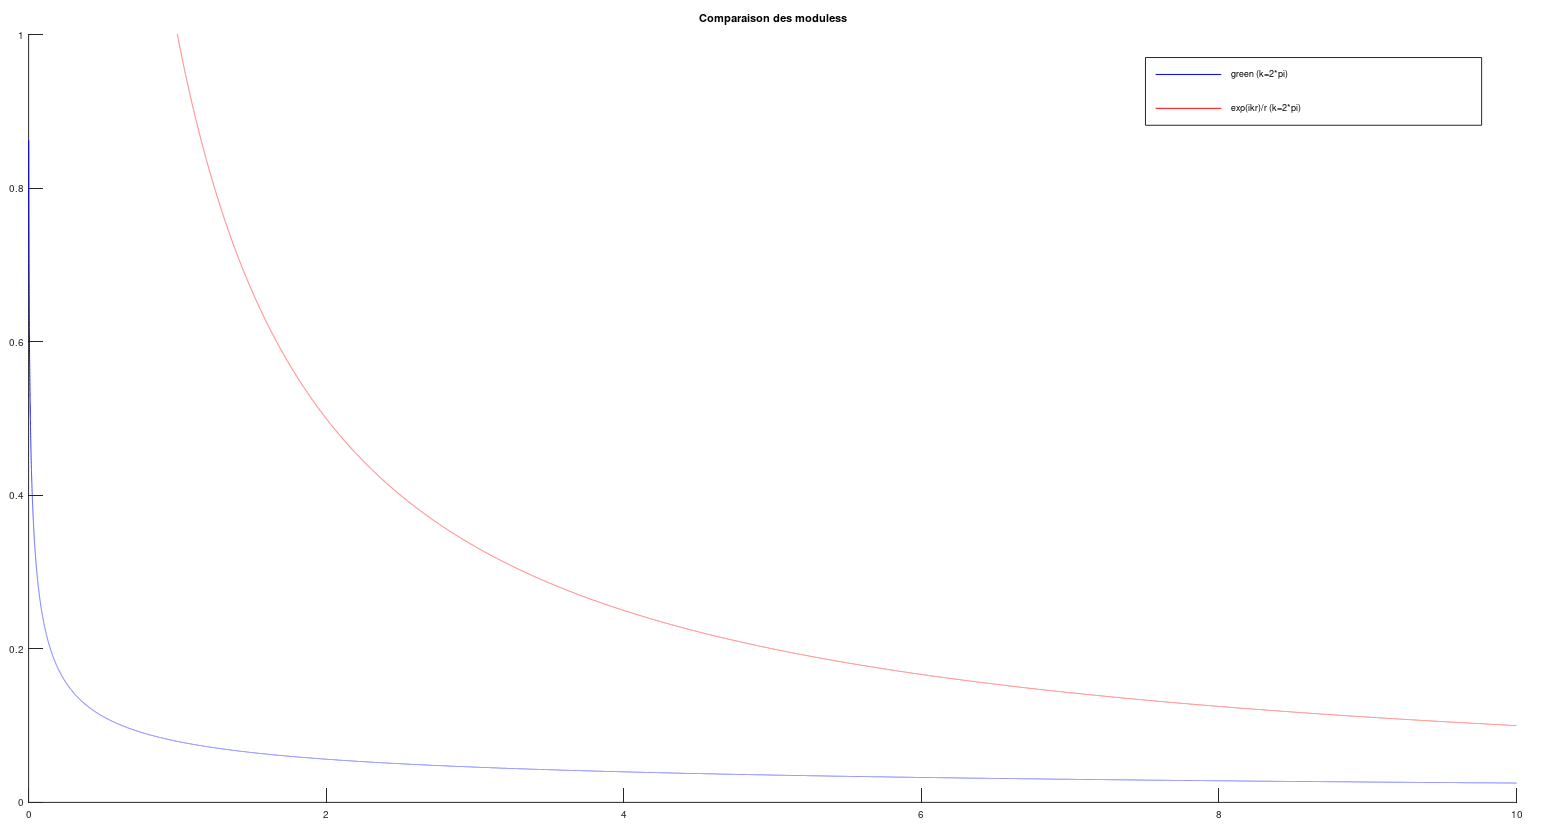 Comparaison des moduless
1
green (k=2*pi)
exp(ikr)/r (k=2*pi)
0.8
0.6
0.4
0.2
0
0 2 4 6 8 10